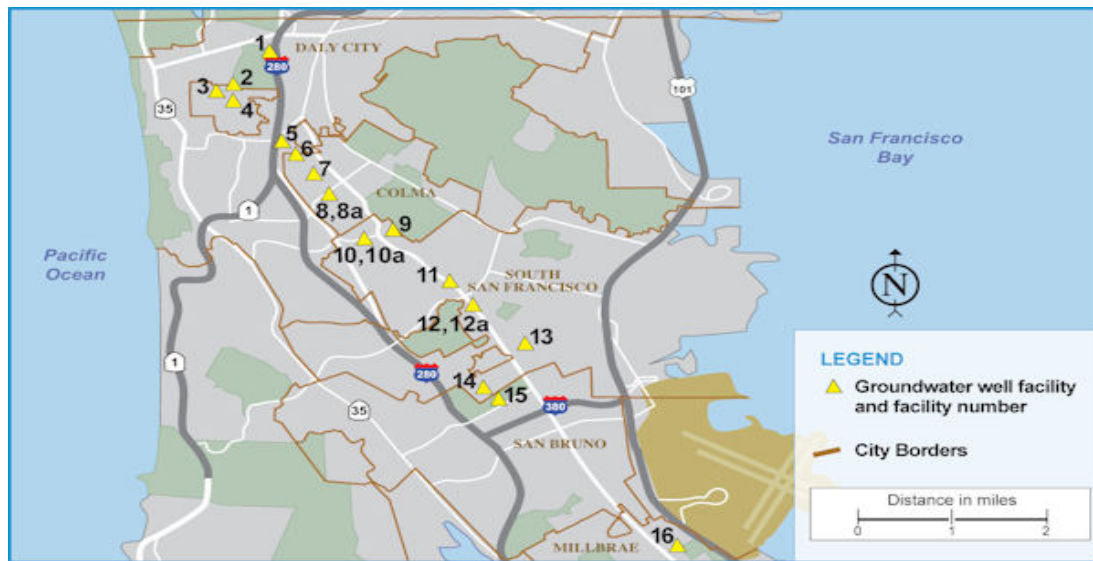 1
DALY CITY
280
101
3
2
35
4
5
San Francisco
Bay
6
7
COLMA
8,8a
1
9
10,10a
Pacific
Ocean
N
11
SOUTH
SAN FRANCISCO
12,12a
13
1
LEGEND
Groundwater well facility
and facility number
280
14
15
380
35
City Borders
SAN BRUNO
Distance in miles
0 1 2
16
MILLBRAE